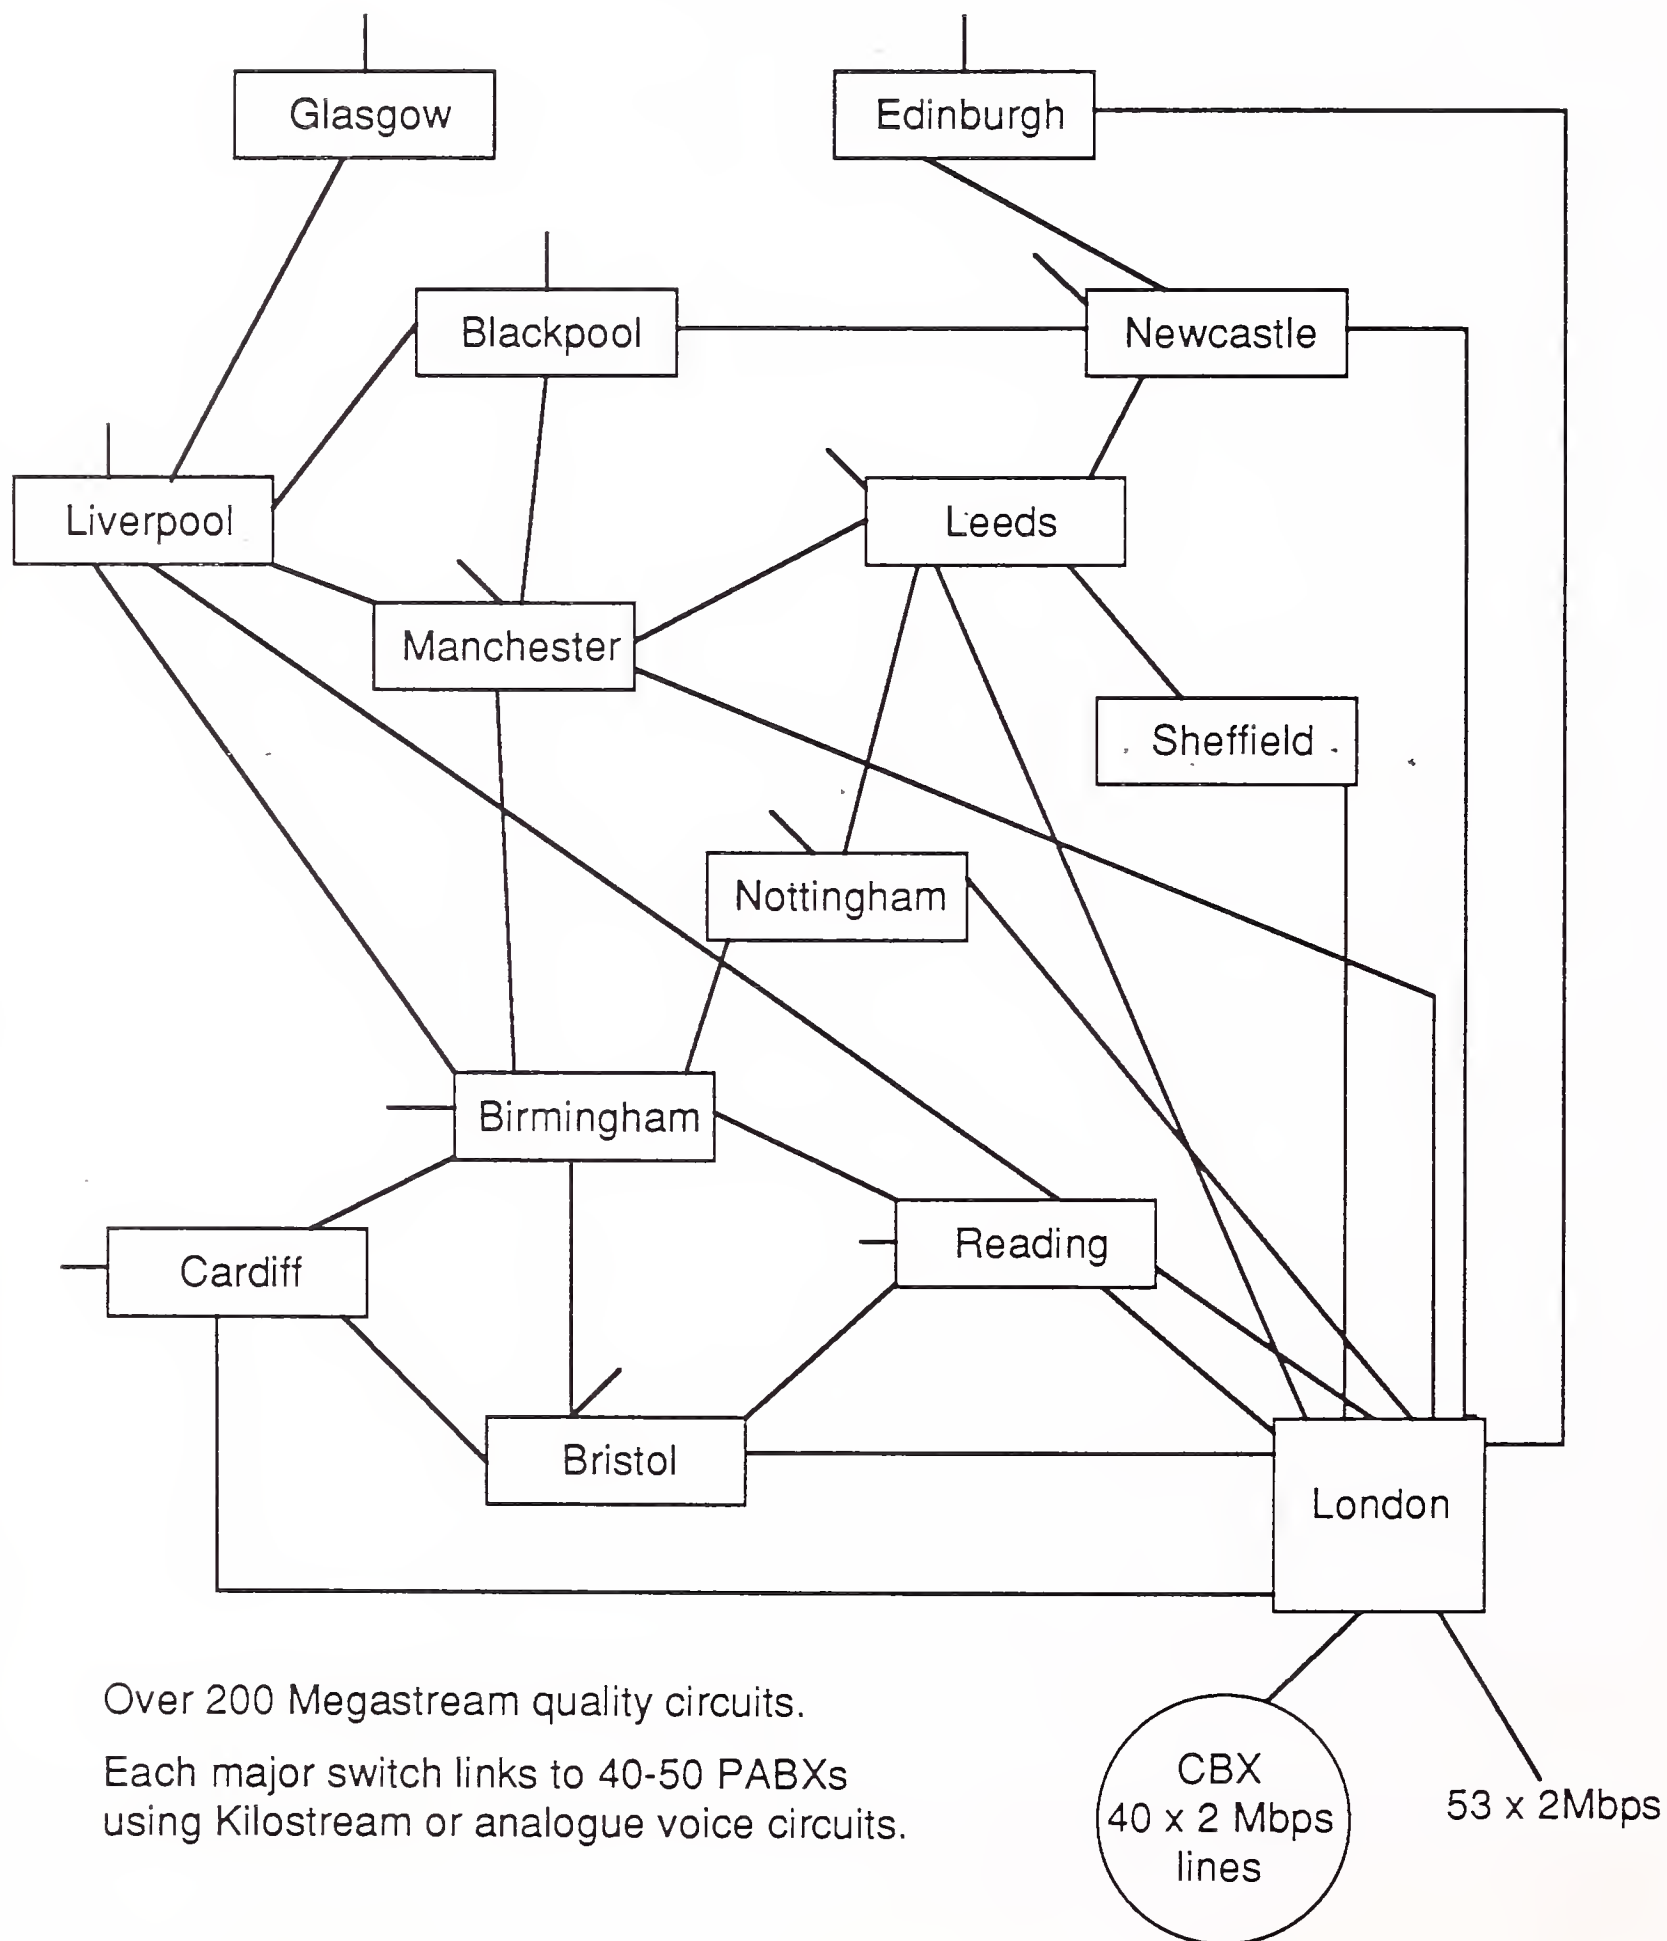 Glasgow
Edinburgh
Blackpool
Newcastle
Liverpool
Leeds
Manchester
Sheffield
Nottingham
Birmingham
Reading
Cardiff
Bristol
London
Over 200 Megastream quality circuits.
Each major switch links to 40-50 PABXs
using Kilostream or analogue voice circuits.
CBX
40 x 2 Mbps
lines
53 x 2Mbps